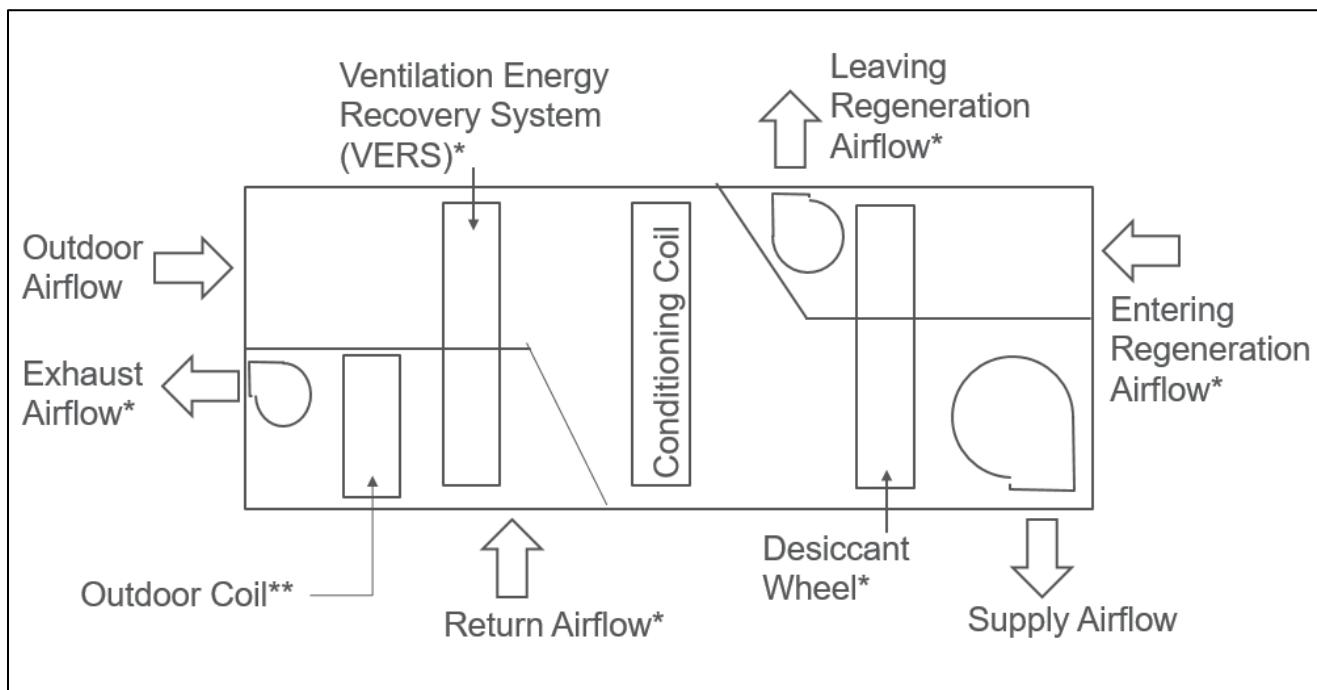 Ventilation Energy
Recovery System
(VERS)*
Leaving
Regeneration
Airflow*
Outdoor
Airflow
Conditioning Coil
Entering
Regeneration
Airflow*
Exhaust
Airflow*
Outdoor Coil**
Return Airflow*
Desiccant
Wheel*
Supply Airflow